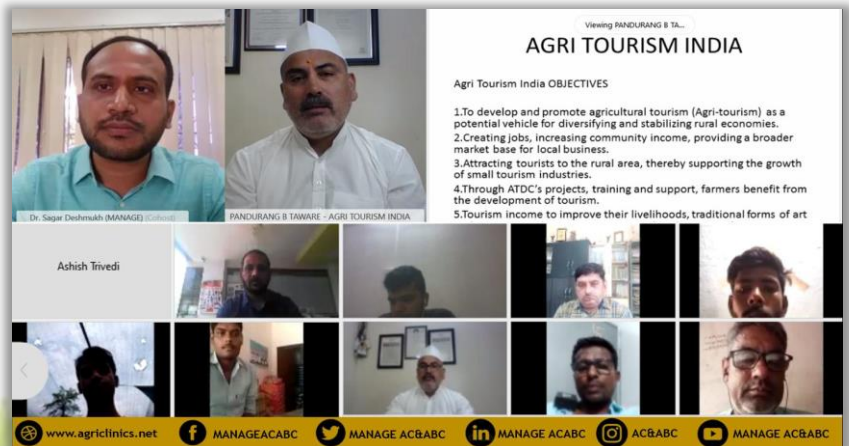 Viewing PANDURANG B TA...
AGRI TOURISM INDIA
Agri Tourism India OBJECTIVES
1.To develop and promote agricultural tourism (Agri-tourism) as a
potential vehicle for diversifying and stabilizing rural economies.
2.Creating jobs, increasing community income, providing a broader
market base for local business.
3.Attracting tourists to the rural area, thereby supporting the growth
of small tourism industries.
4.Through ATDC's projects, training and support, farmers benefit from
the development of tourism.
5.Tourism income to improve their livelihoods, traditional forms of art
Dr. Sagar Deshmukh (MANAGE) (Cohost)
PANDURANG B TAWARE - AGRI TOURISM INDIA
Ashish Trivedi
www.agriclinics.net
MANAGEACABC
MANAGE AC&ABC
MANAGE ACABC
AC&ABC
MANAGE AC&ABC